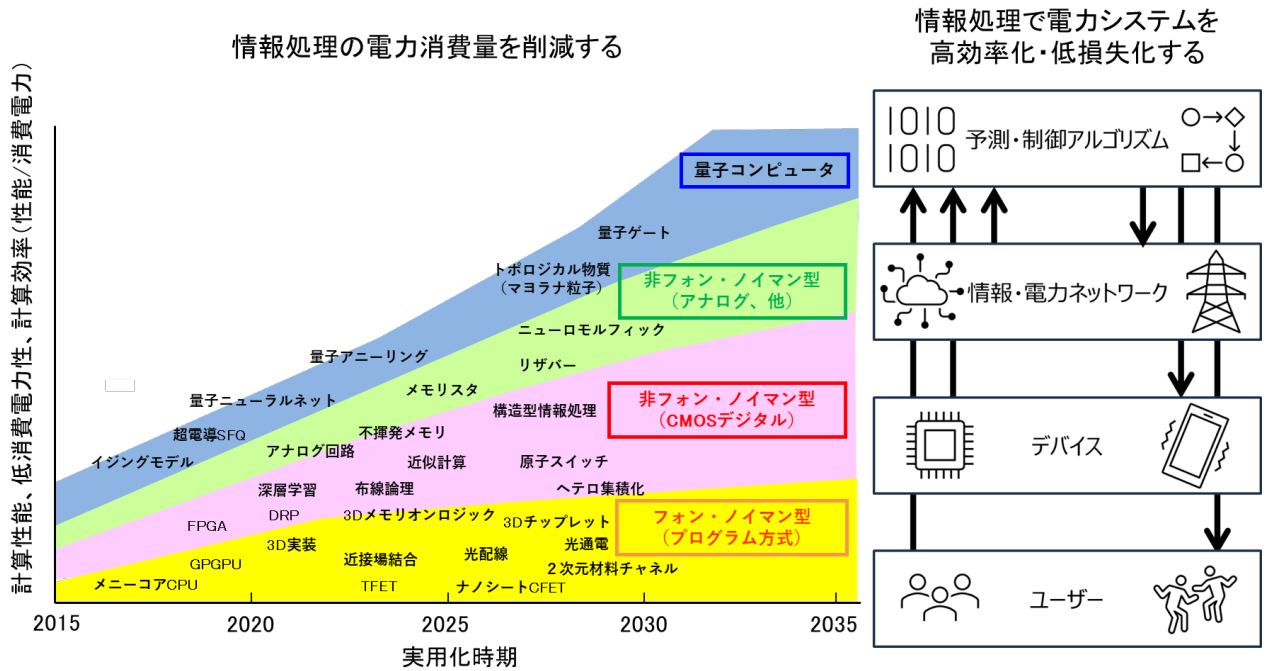 情報処理の電力消費量を削減する
計算性能、低消費電力性、計算効率(性能/消費電力)
量子コンピュータ
量子ゲート
トポロジカル物質
(マヨラナ粒子)
非フォン・ノイマン型
(アナログ、他)
ニューロモルフィック
量子アニーリング
リザバー
メモリスタ
量子ニューラルネット
非フォン・ノイマン型
(CMOSデジタル)
構造型情報処理
超電導SFQ
不揮発メモリ
アナログ回路
イジングモデル
近似計算
原子スイッチ
深層学習
布線論理
ヘテロ集積化
FPGA
DRP
3Dメモリオンロジック
3Dチップレット
フォン・ノイマン型
(プログラム方式)
3D実装
光通電
光配線
近接場結合
GPGPU
2次元材料チャネル
メニーコアCPU
TFET
ナノシートCFET
2015
2020
2025
2030
2035
実用化時期
情報処理で電力システムを
高効率化・低損失化する
1010
1010
予測・制御アルゴリズム
情報・電力ネットワーク
デバイス
ユーザー